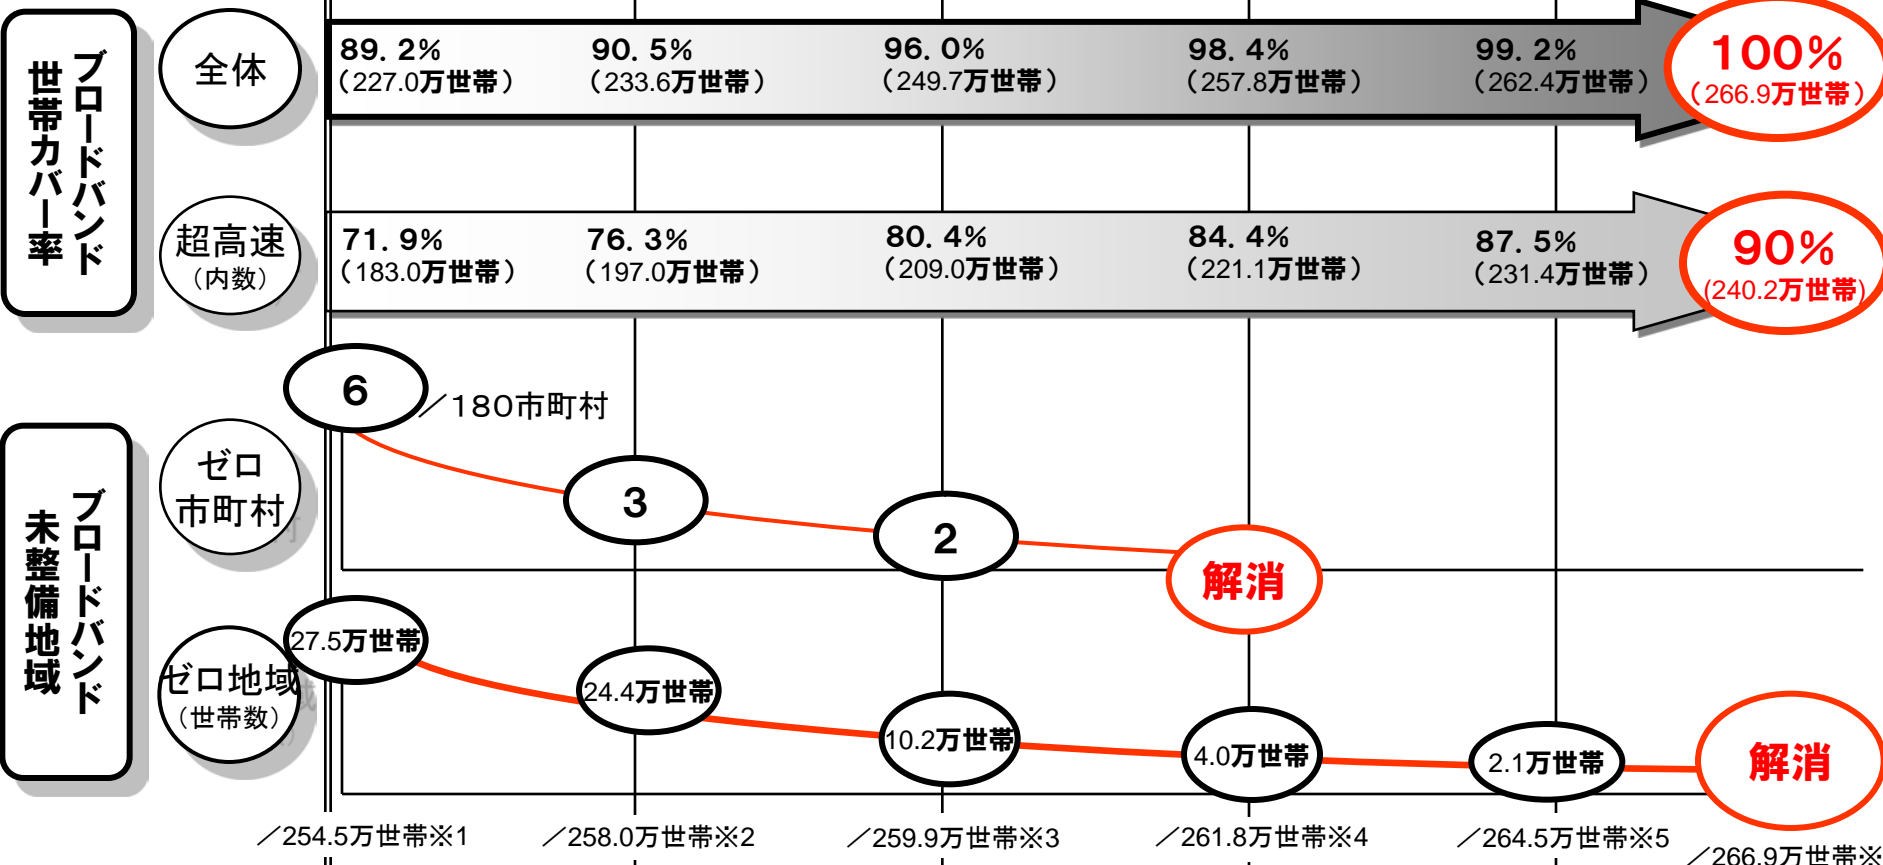 ブロードバンド
世帯カバー率
全体
89.2%
（227.0万世帯）
90.5%
（233.6万世帯）
96.0%
（249.7万世帯）
98.4%
（257.8万世帯）
99.2%
（262.4万世帯）
100%
（266.9万世帯）
超高速
（内数）
71.9%
（183.0万世帯）
76.3%
（197.0万世帯）
80.4%
（209.0万世帯）
84.4%
（221.1万世帯）
87.5%
（231.4万世帯）
90%
(240.2万世帯)
ブロードバンド
未整備地域
ゼロ
市町村
6
／180市町村
3
2
解消
ゼロ地域
（世帯数）
27.5万世帯
24.4万世帯
10.2万世帯
4.0万世帯
2.1万世帯
解消
／254.5万世帯※1
／258.0万世帯※2
／259.9万世帯※3
／261.8万世帯※4
／264.5万世帯※5
／266.9万世帯※